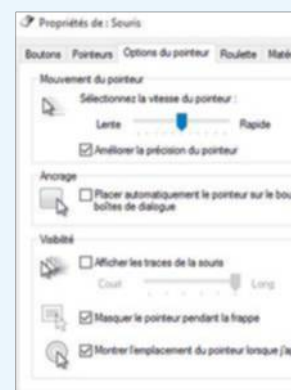 Propriétés de : Souris
Boutons Pointeurs Options du pointeur Roulette Maté
Mouvement du pointeur
Sélectionnez la vitesse du pointeur :
Lente Rapide
Améliorer la précision du pointeur
Ancrage
Placer automatiquement le pointeur sur le bou
boîtes de dialogue
Visibilité
Afficher les traces de la souris
Court Long
Masquer le pointeur pendant la frappe
Montrer l'emplacement du pointeur lorsque j'ap